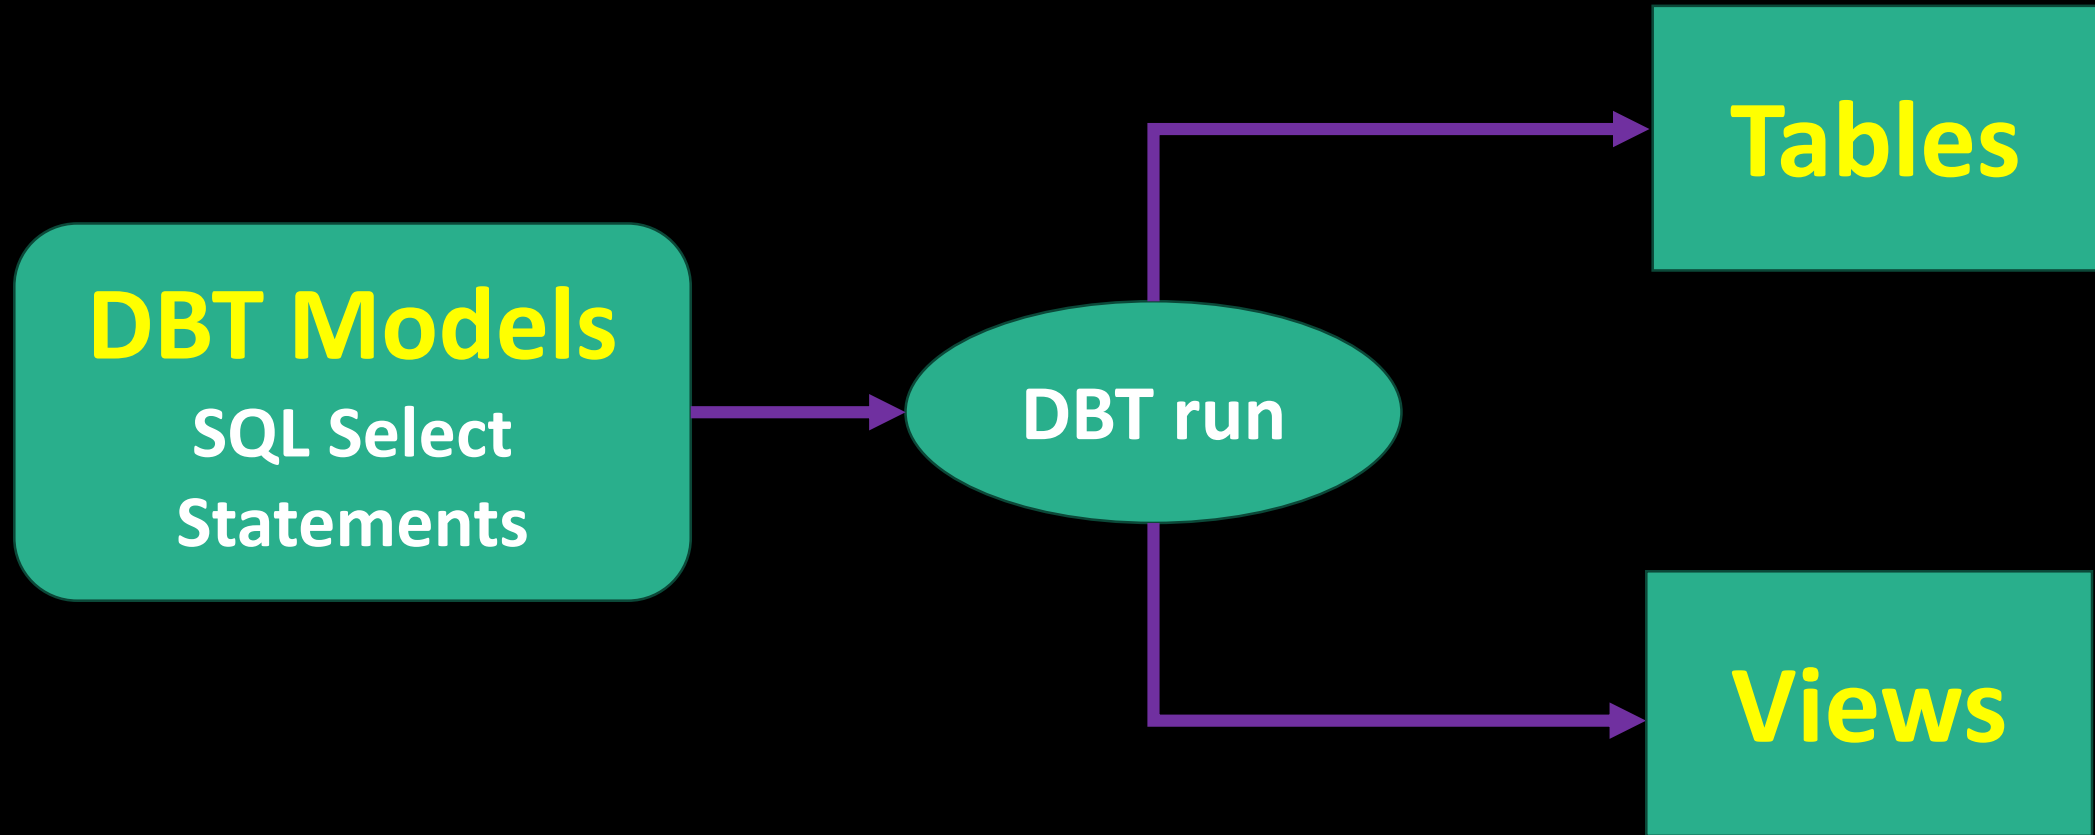 DBT Models
SQL Select
Statements
DBT run
Tables
Views